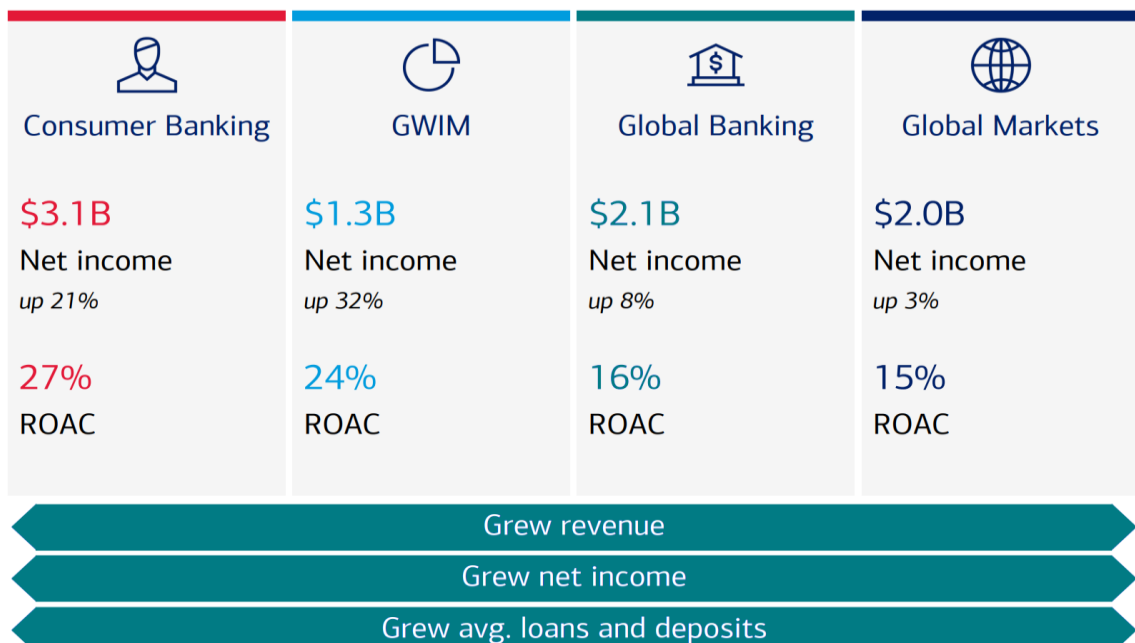 Consumer Banking
$3.1B
Net income
up 21%
27%
ROAC
GWIM
$1.3B
Net income
up 32%
24%
ROAC
$
Global Banking
$2.1B
Net income
up 8%
16%
ROAC
Global Markets
$2.0B
Net income
up 3%
15%
ROAC
Grew revenue
Grew net income
Grew avg. loans and deposits